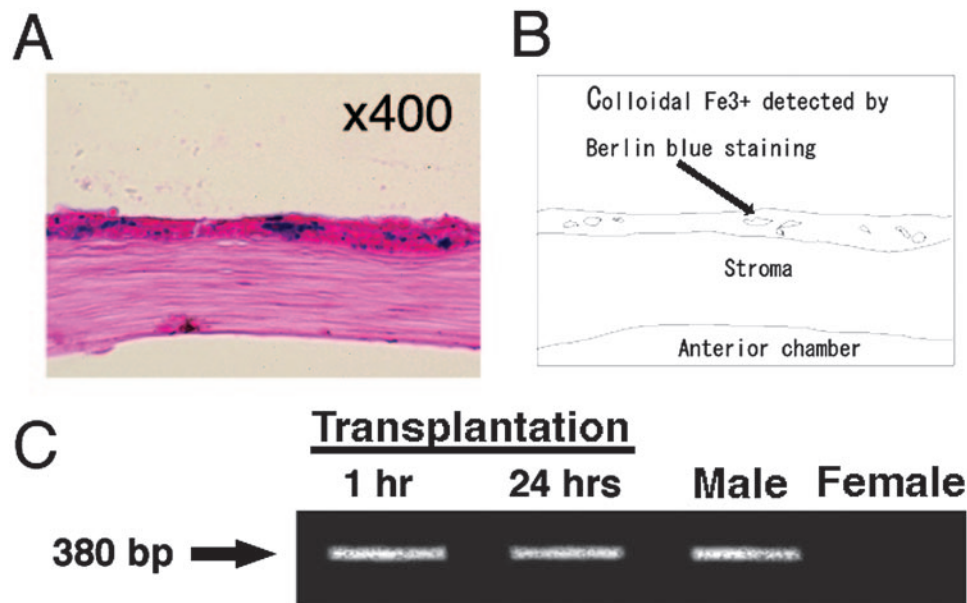 A
x400
B
Colloidal Fe3+ detected by
Berlin blue staining
Stroma
Anterior chamber
C
Transplantation
1 hr 24 hrs Male Female
380 bp